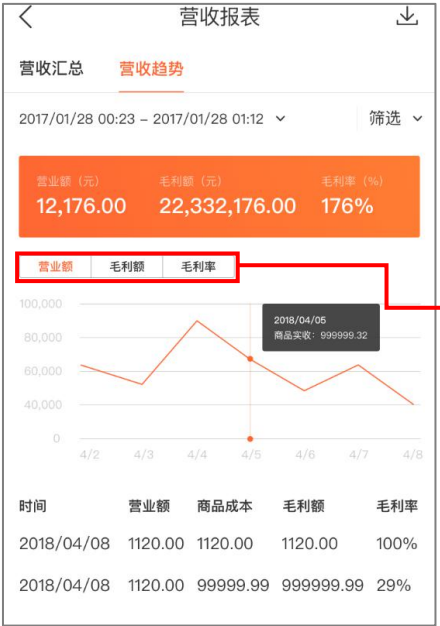 营收报表
营收汇总 营收趋势
2017/01/28 00:23 – 2017/01/28 01:12 筛选
营业额（元） 毛利额（元） 毛利率（%）
12,176.00 22,332,176.00 176%
营业额 毛利额 毛利率
100,000
2018/04/05
商品实收：999999.32
80,000
60,000
40,000
0
4/2 4/3 4/4 4/5 4/6 4/7 4/8
时间 营业额 商品成本 毛利额 毛利率
2018/04/08 1120.00 1120.00 1120.00 100%
2018/04/08 1120.00 99999.99 999999.99 29%